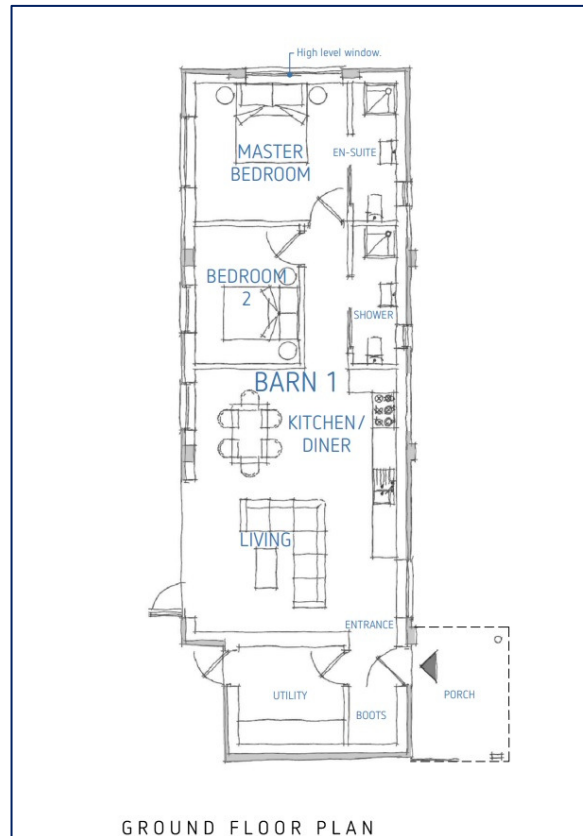 High level window.
MASTER
BEDROOM
EN-SUITE
BEDROOM
2
SHOWER
BARN 1
KITCHEN/
DINER
LIVING
ENTRANCE
UTILITY
BOOTS
PORCH
GROUND FLOOR PLAN